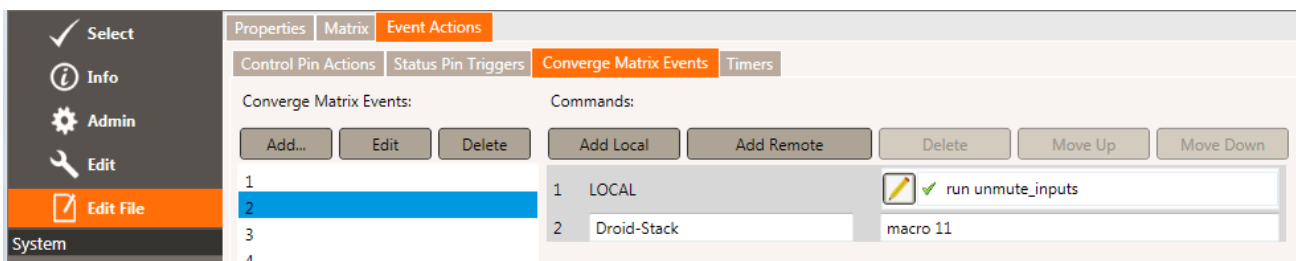 Select
Info
Admin
Edit
Edit File
System
Properties Matrix Event Actions
Control Pin Actions Status Pin Triggers Converge Matrix Events Timers
Converge Matrix Events: Commands:
Add... Edit Delete Add Local Add Remote Delete Move Up Move Down
1
2
3
4
1 LOCAL run unmute_inputs
2 Droid-Stack macro 11